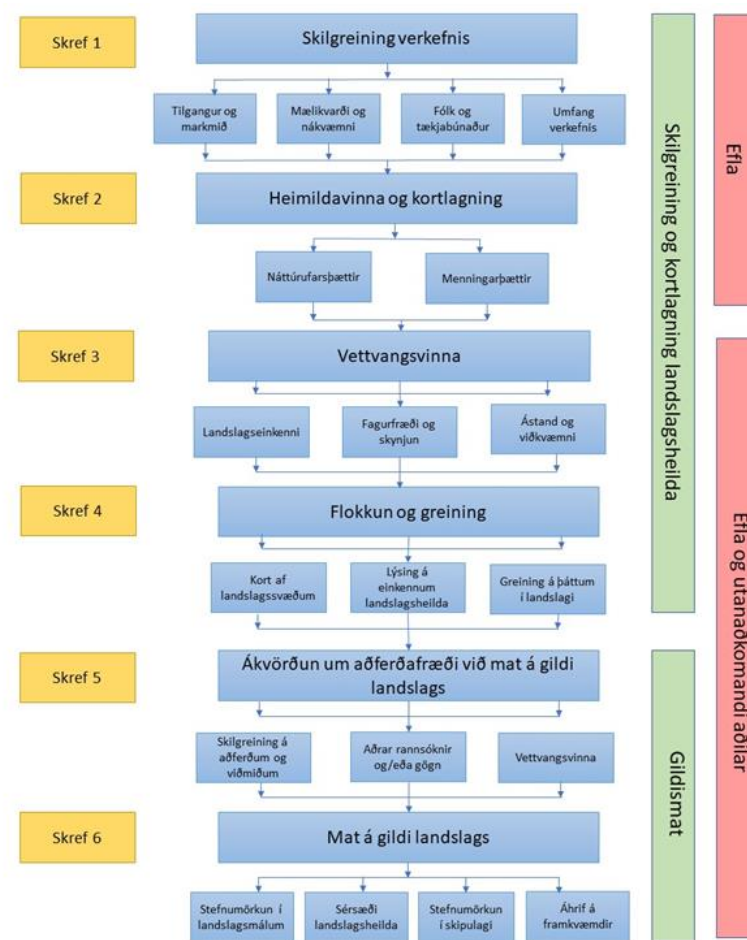 Skref 1
Skilgreining verkefnis
Tilgangur og
markmið
Mælikvarði og
nákvæmni
Fólk og
tækjabúnaður
Umfang
verkefnis
Skref 2
Heimildavinna og kortlagning
Náttúrufarsþættir
Menningarþættir
Skref 3
Vettvangsvinna
Landslagseinkenni
Fagurfræði og
skynjun
Ástand og
viðkvæmni
Skref 4
Flokkun og greining
Kort af
landslagssvæðum
Lýsing á
einkennum
landslagsheilda
Greining á þáttum
í landslagi
Skref 5
Ákvörðun um aðferðafræði við mat á gildi
landslags
Skilgreining á
aðferðum og
viðmiðum
Aðrar rannsóknir
og/eða gögn
Vettvangsvinna
Skref 6
Mat á gildi landslags
Stefnumörkun í
landslagsmálum
Sérsæði
landslagsheilda
Stefnumörkun
í skipulagi
Áhrif á
framkvæmdir
Skilgreining og kortlagning landslagsheilda
Gildismat
Efla
Efla og utanaðkomandi aðilar